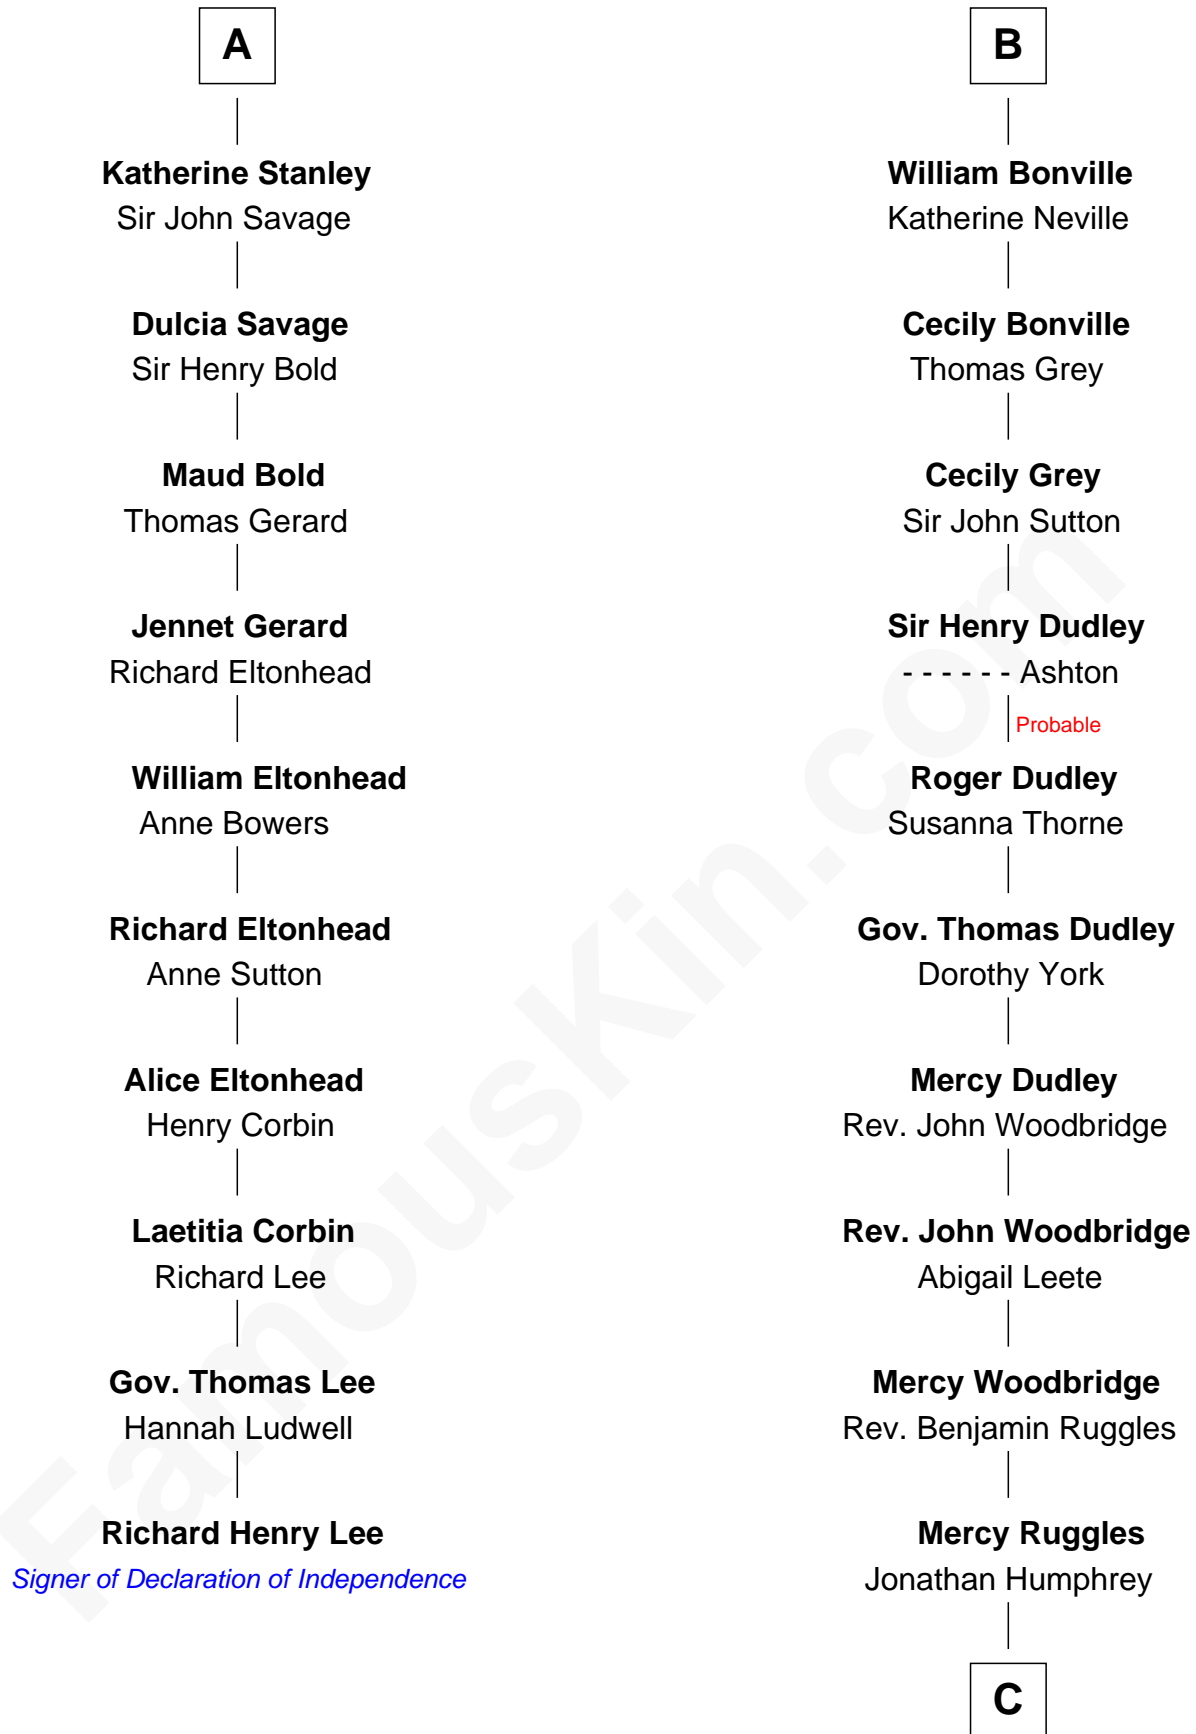 A
Katherine Stanley
Sir John Savage
Dulcia Savage
Sir Henry Bold
Maud Bold
Thomas Gerard
Jennet Gerard
Richard Eltonhead
William Eltonhead
Anne Bowers
Richard Eltonhead
Anne Sutton
Alice Eltonhead
Henry Corbin
Laetitia Corbin
Richard Lee
Gov. Thomas Lee
Hannah Ludwell
Richard Henry Lee
Signer of Declaration of Independence
B
William Bonville
Katherine Neville
Cecily Bonville
Thomas Grey
Cecily Grey
Sir John Sutton
Sir Henry Dudley
- - - - - - Ashton
Probable
Roger Dudley
Susanna Thorne
Gov. Thomas Dudley
Dorothy York
Mercy Dudley
Rev. John Woodbridge
Rev. John Woodbridge
Abigail Leete
Mercy Woodbridge
Rev. Benjamin Ruggles
Mercy Ruggles
Jonathan Humphrey
C
FamousKin.com